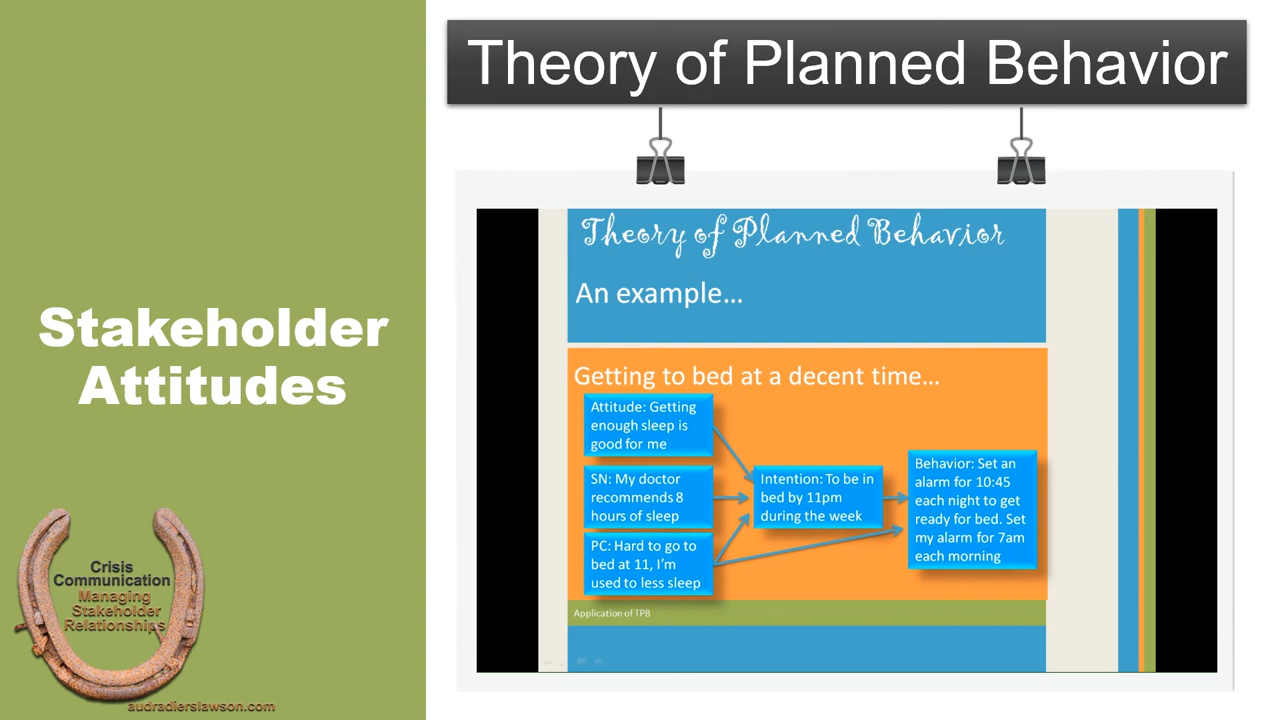 Theory of Planned Behavior
Stakeholder
Attitudes
Theory of Planned Behavior
An example...
Getting to bed at a decent time...
Attitude: Getting
enough sleep is
good for me
SN: My doctor
recommends 8
hours of sleep
PC: Hard to go to
bed at 11, I'm
used to less sleep
Intention: To be in
bed by 11pm
during the week
Behavior: Set an
alarm for 10:45
each night to get
ready for bed. Set
my alarm for 7am
each morning
Application of TPB
Crisis
Communication
Managing
Stakeholder
Relationships
audradierslawson.com